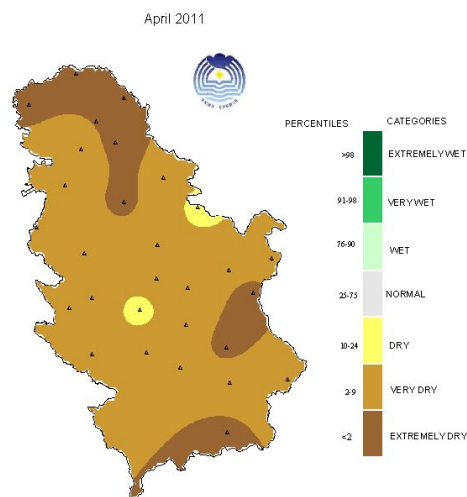 April 2011
PERCENTILES CATEGORIES
>98 EXTREMELY WET
91-98 VERY WET
76-90 WET
25-75 NORMAL
10-24 DRY
2-9 VERY DRY
<2 EXTREMELY DRY